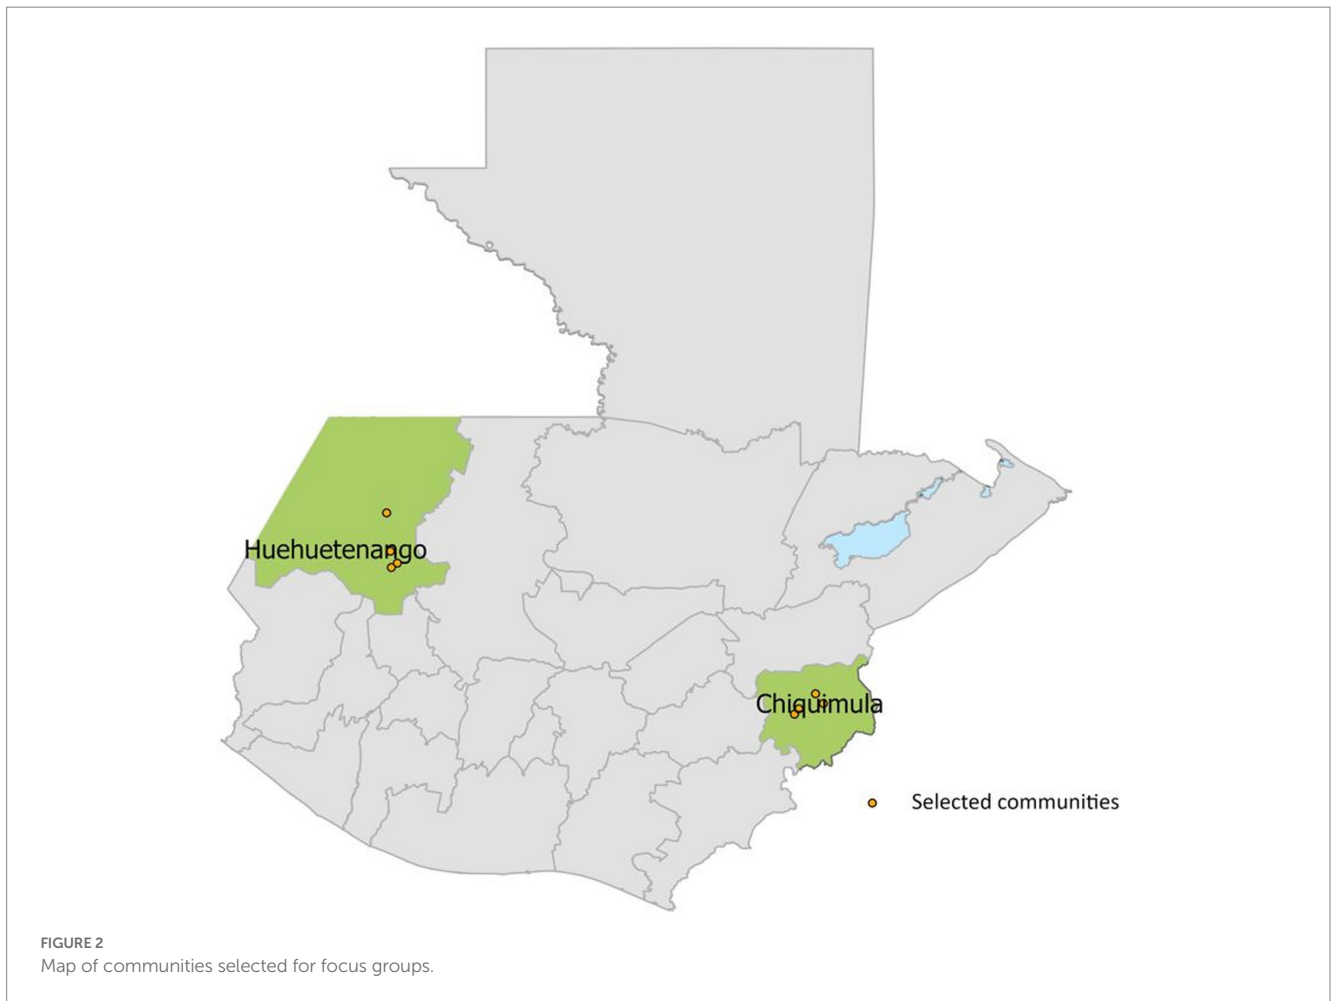 Huehuetenango
Chiquimula
Selected communities
FIGURE 2
Map of communities selected for focus groups.